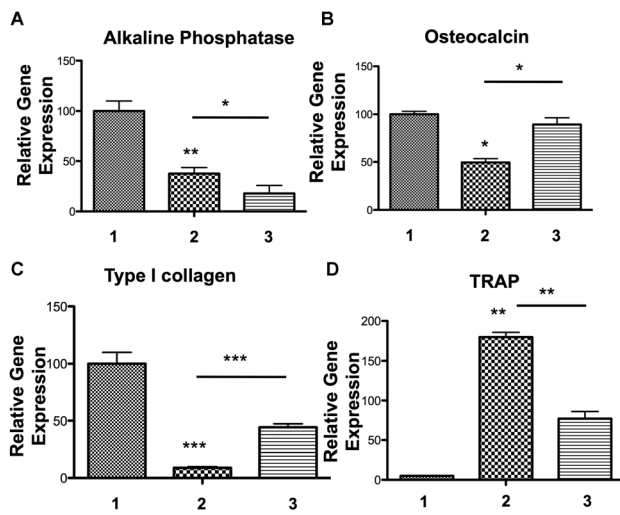 A
Alkaline Phosphatase
Relative Gene
Expression
150
100
50
0
*
**
1 2 3
B
Osteocalcin
Relative Gene
Expression
150
100
50
0
*
*
1 2 3
C
Type I collagen
Relative Gene
Expression
150
100
50
0
***
***
1 2 3
D
TRAP
Relative Gene
Expression
200
150
100
50
0
**
**
1 2 3